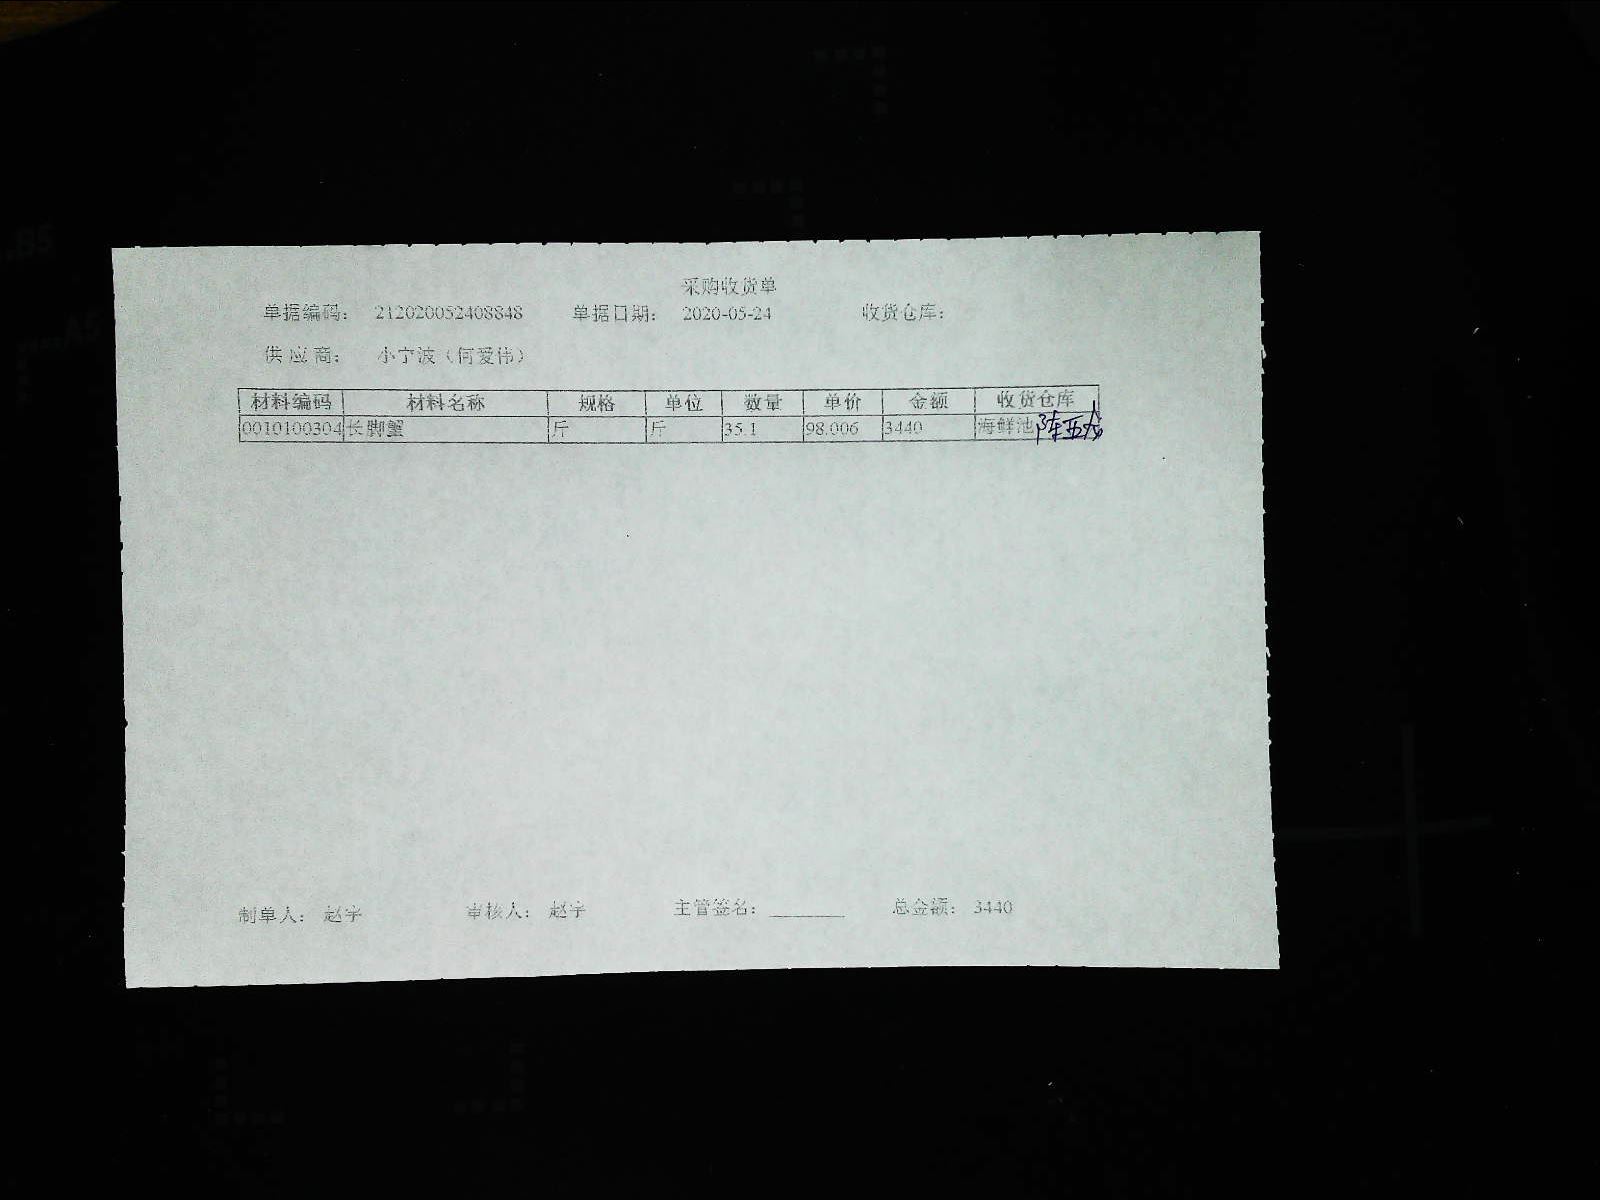 采购收货单
单据编码： 212020052408848 单据日期： 2020-05-24 收货仓库：
供应商： 小宁波（何爱伟）
材料编码 材料名称 规格 单位 数量 单价 金额 收货仓库
0010100304 长脚蟹 斤 斤 35.1 98.006 3440 海鲜池
制单人： 赵宇 审核人： 赵宇 主管签名：________ 总金额： 3440